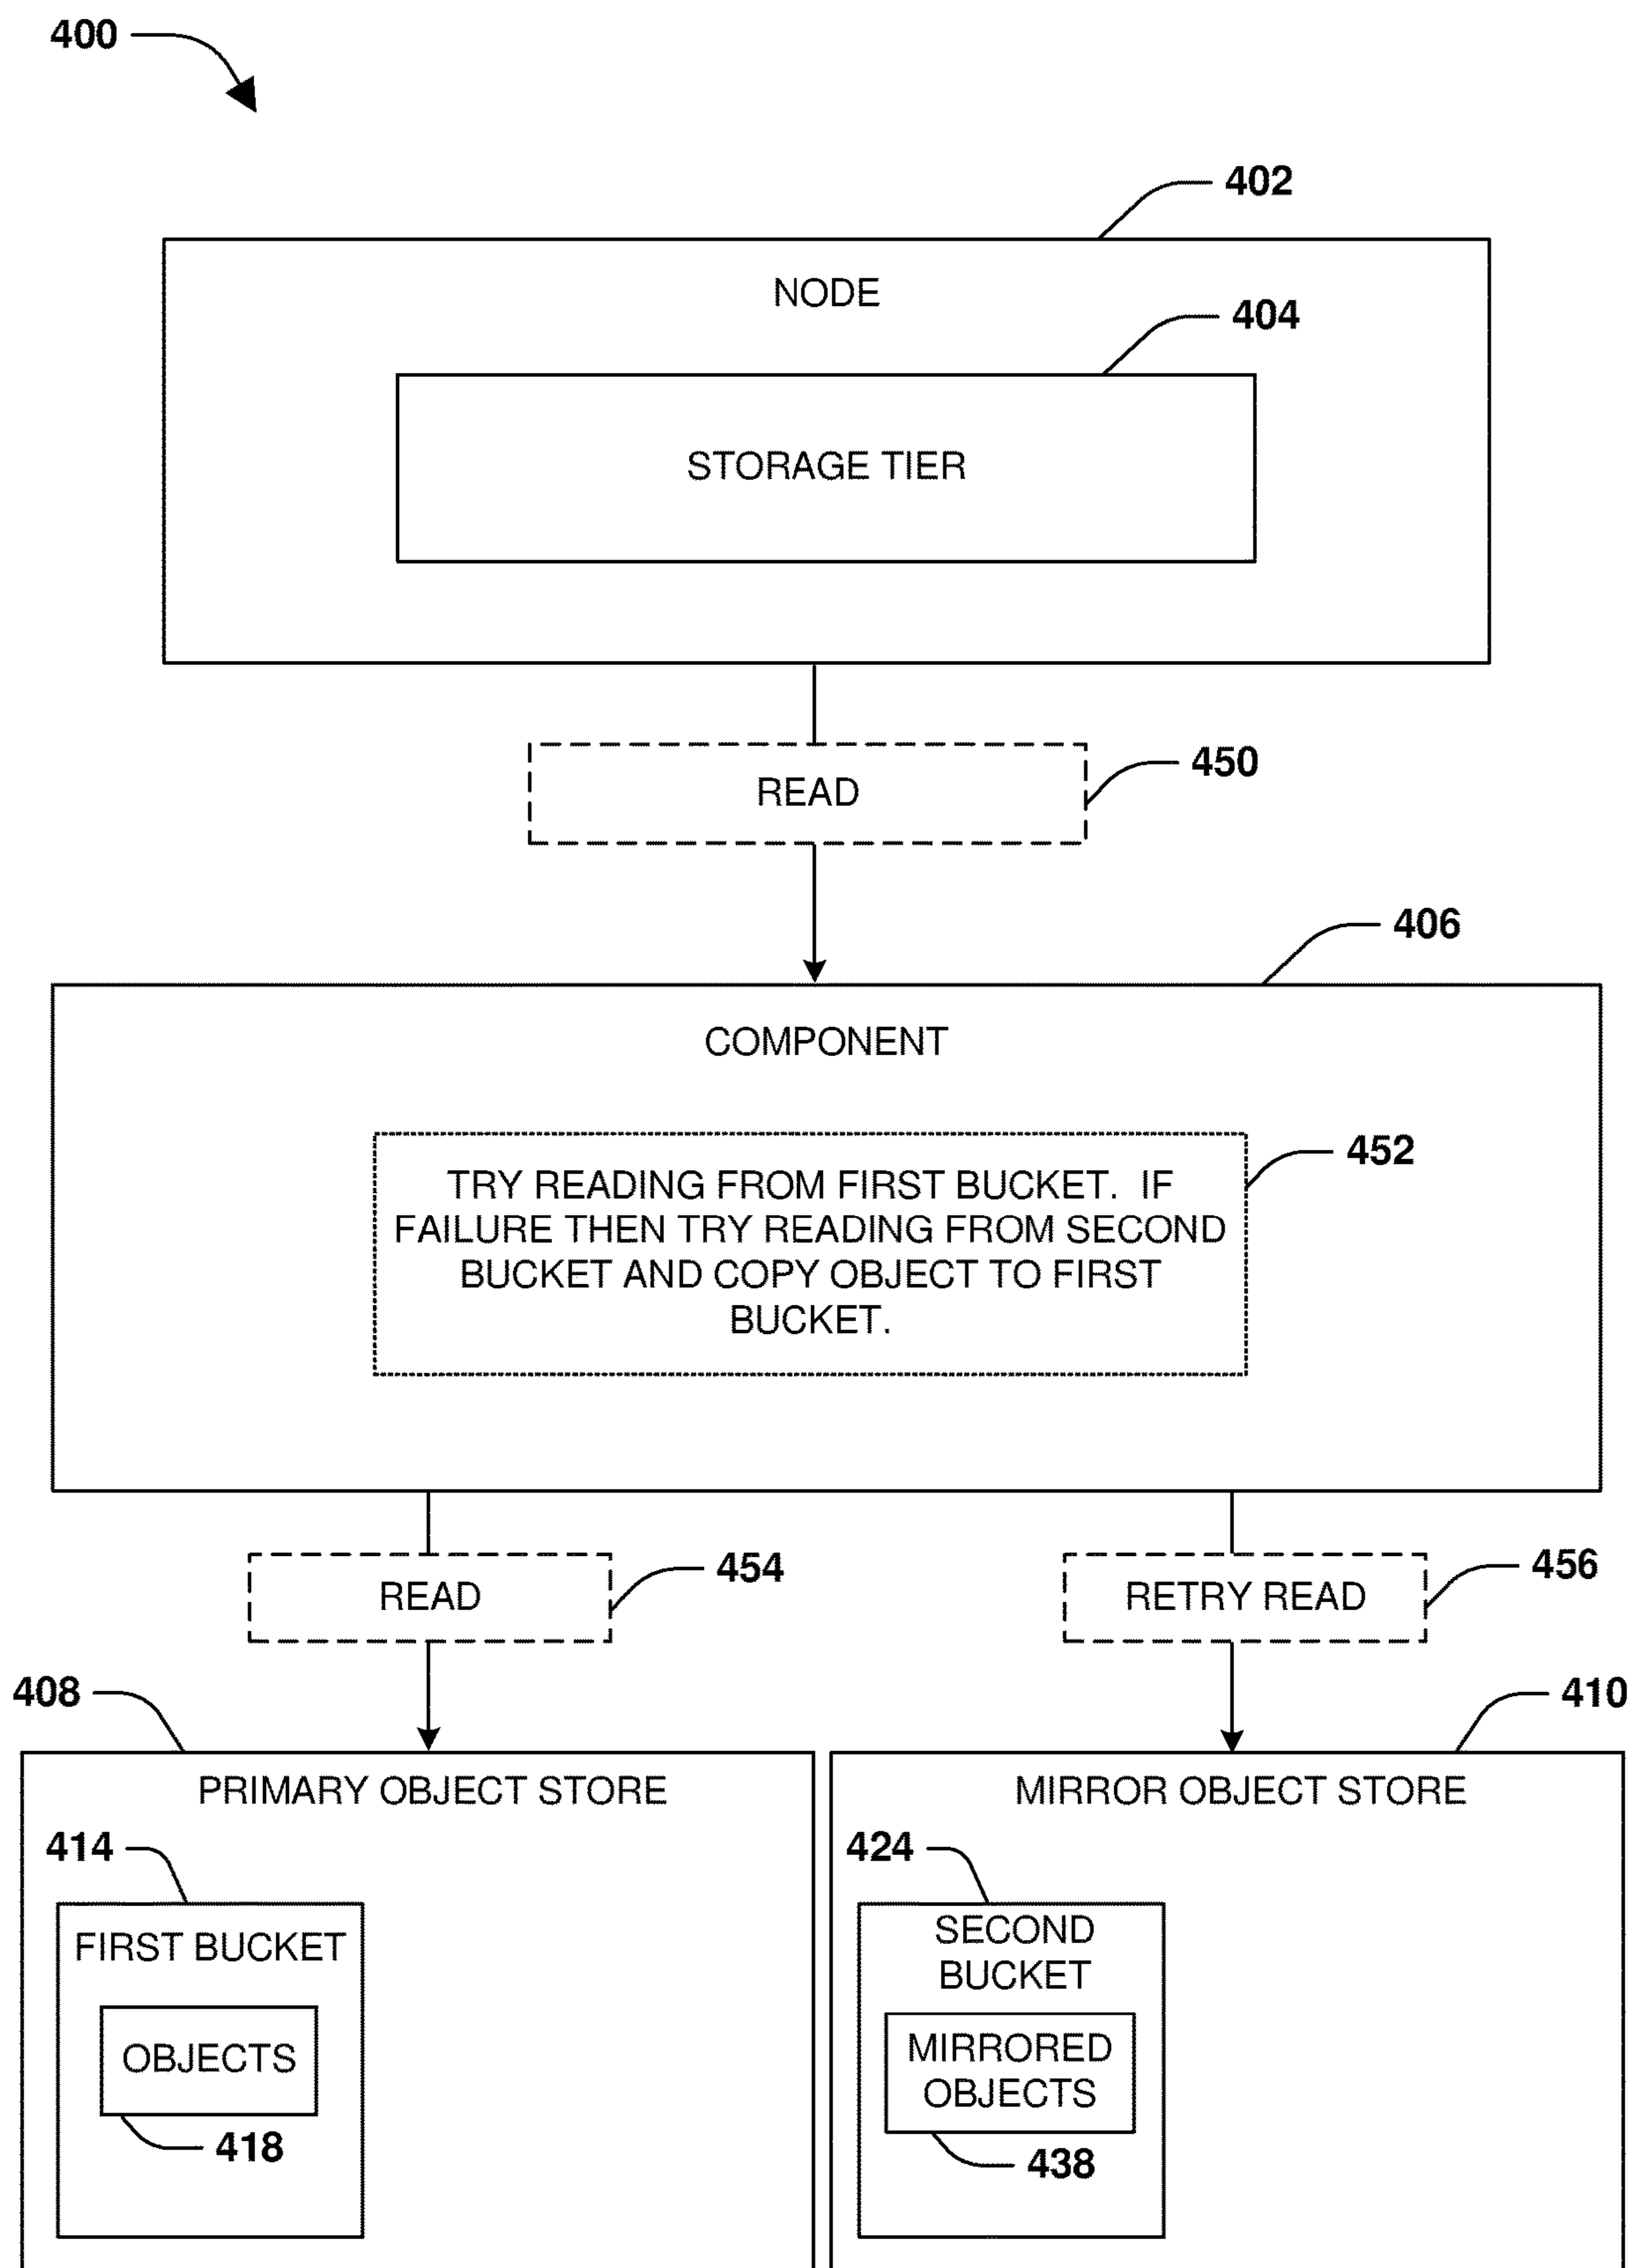 400
402
NODE
404
STORAGE TIER
READ
450
406
COMPONENT
452
TRY READING FROM FIRST BUCKET. IF
FAILURE THEN TRY READING FROM SECOND
BUCKET AND COPY OBJECT TO FIRST
BUCKET.
READ
454
RETRY READ
456
408
410
PRIMARY OBJECT STORE
414
FIRST BUCKET
OBJECTS
418
MIRROR OBJECT STORE
424
SECOND
BUCKET
MIRRORED
OBJECTS
438